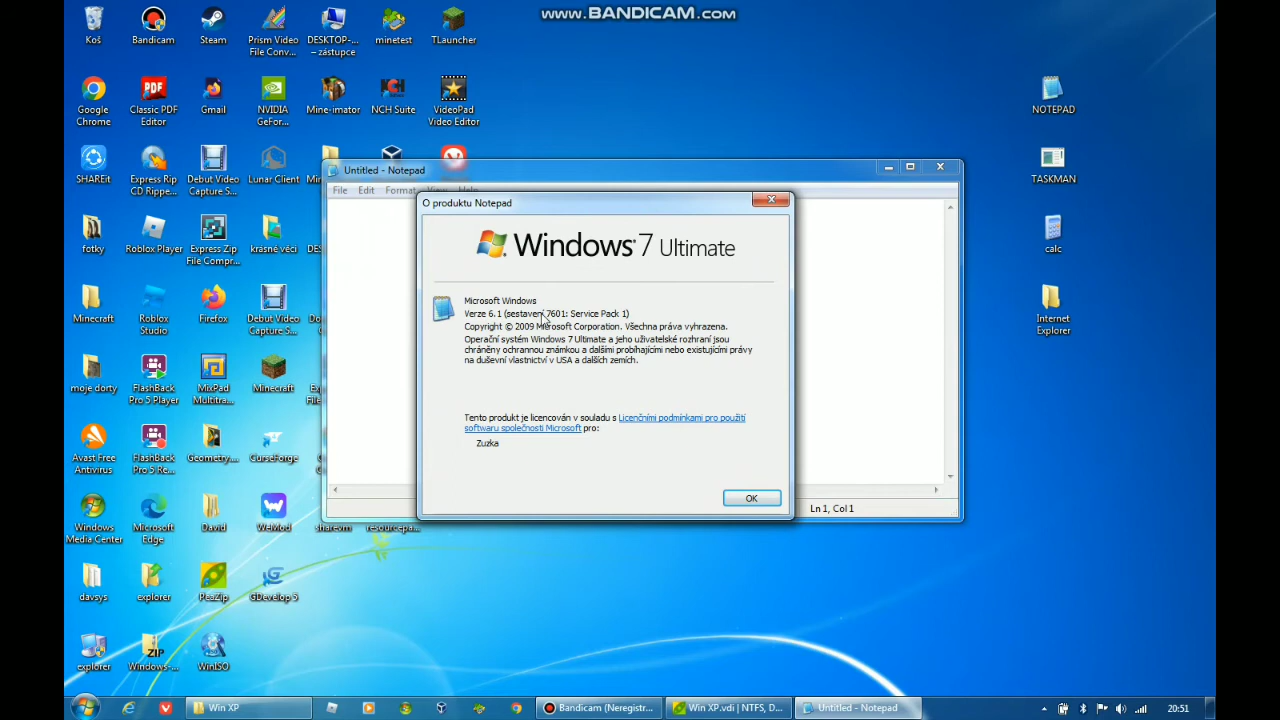 www.BANDICAM.com
Koš
Bandicam
Steam
Prism Video
File Conv...
DESKTOP-...
– zástupce
minetest
TLauncher
Google
Chrome
Classic PDF
Editor
Gmail
NVIDIA
GeFor...
Mine-imator
NCH Suite
VideoPad
Video Editor
NOTEPAD
SHAREit
Express Rip
CD Rippe...
Debut Video
Capture S...
Lunar Client
TASKMAN
fotky
Roblox Player
Express Zip
File Compr...
krasné věci
calc
Minecraft
Roblox
Studio
Firefox
Debut Video
Capture S...
Internet
Explorer
moje dorty
FlashBack
Pro 5 Player
MixPad
Multitra...
Minecraft
Avast Free
Antivirus
FlashBack
Pro 5 Re...
Geometry....
CurseForge
Windows
Media Center
Microsoft
Edge
David
WeMod
sharevm
resourcepa...
davsys
explorer
PeaZip
GDevelop 5
explorer
Windows-...
WinISO
Untitled - Notepad
File Edit Format View Help
O produktu Notepad
Windows 7 Ultimate
Microsoft Windows
Verze 6.1 (sestavení 7601: Service Pack 1)
Copyright © 2009 Microsoft Corporation. Všechna práva vyhrazena.
Operační systém Windows 7 Ultimate a jeho uživatelské rozhraní jsou
chráněny ochrannou známkou a dalšími probíhajícími nebo existujícími právy
na duševní vlastnictví v USA a dalších zemích.
Tento produkt je licencován v souladu s Licenčními podmínkami pro použití
softwaru společnosti Microsoft pro:
Zuzka
OK
Ln 1, Col 1
Win XP
Bandicam (Neregistr...
Win XP.vdi | NTFS, D...
Untitled - Notepad
20:51